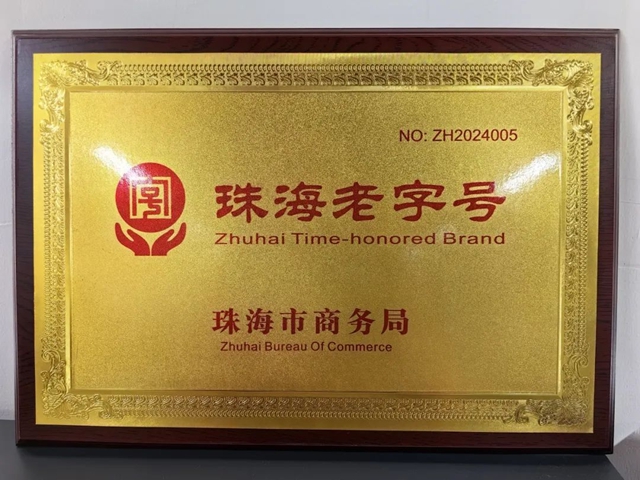 NO: ZH2024005
珠海老字号
Zhuhai Time-honored Brand
珠海市商务局
Zhuhai Bureau Of Commerce